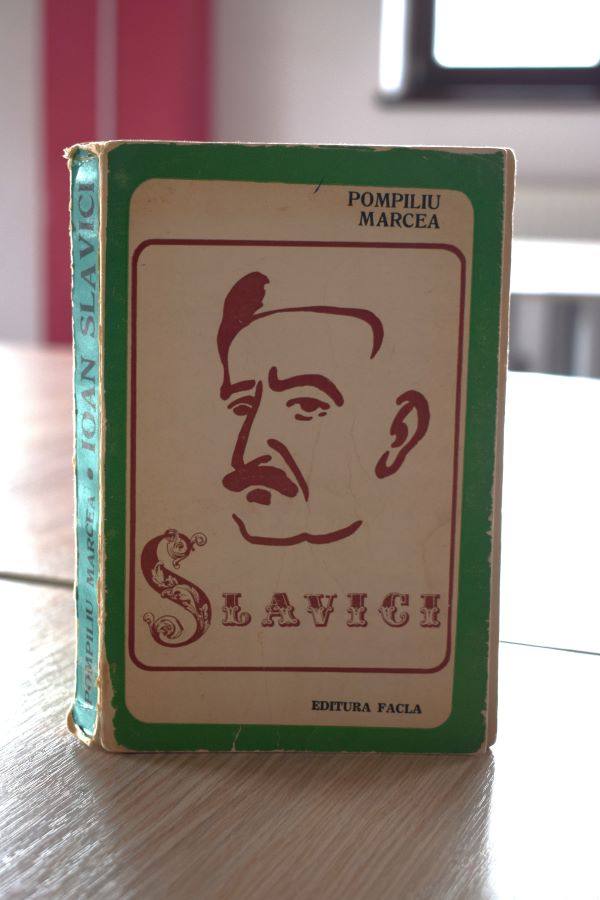 POMPILIU
MARCEA
SLAVICI
EDITURA FACLA
POMPILIU MARCEA • IOAN SLAVICI